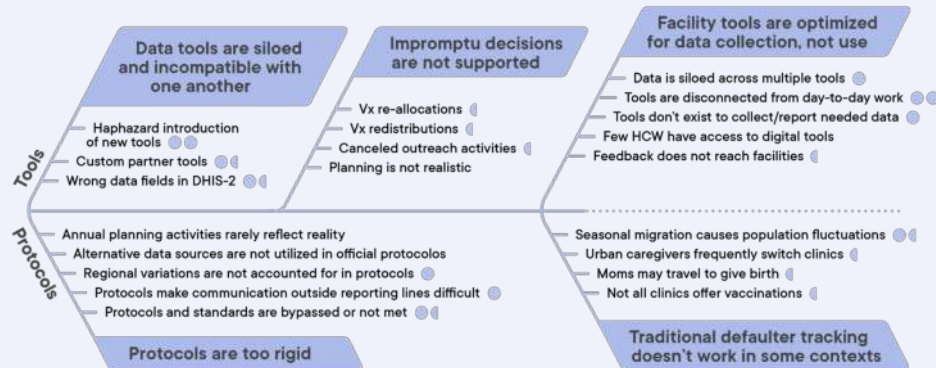 Data tools are siloed
and incompatible with
one another
Haphazard introduction
of new tools
Custom partner tools
Wrong data fields in DHIS-2
Impromptu decisions
are not supported
Vx re-allocations
Vx redistributions
Canceled outreach activities
Planning is not realistic
Facility tools are optimized
for data collection, not use
Data is siloed across multiple tools
Tools are disconnected from day-to-day work
Tools don't exist to collect/report needed data
Few HCW have access to digital tools
Feedback does not reach facilities
Tools
Protocols
Annual planning activities rarely reflect reality
Alternative data sources are not utilized in official protocolos
Regional variations are not accounted for in protocols
Protocols make communication outside reporting lines difficult
Protocols and standards are bypassed or not met
Protocols are too rigid
Seasonal migration causes population fluctuations
Urban caregivers frequently switch clinics
Moms may travel to give birth
Not all clinics offer vaccinations
Traditional defaulter tracking
doesn't work in some contexts